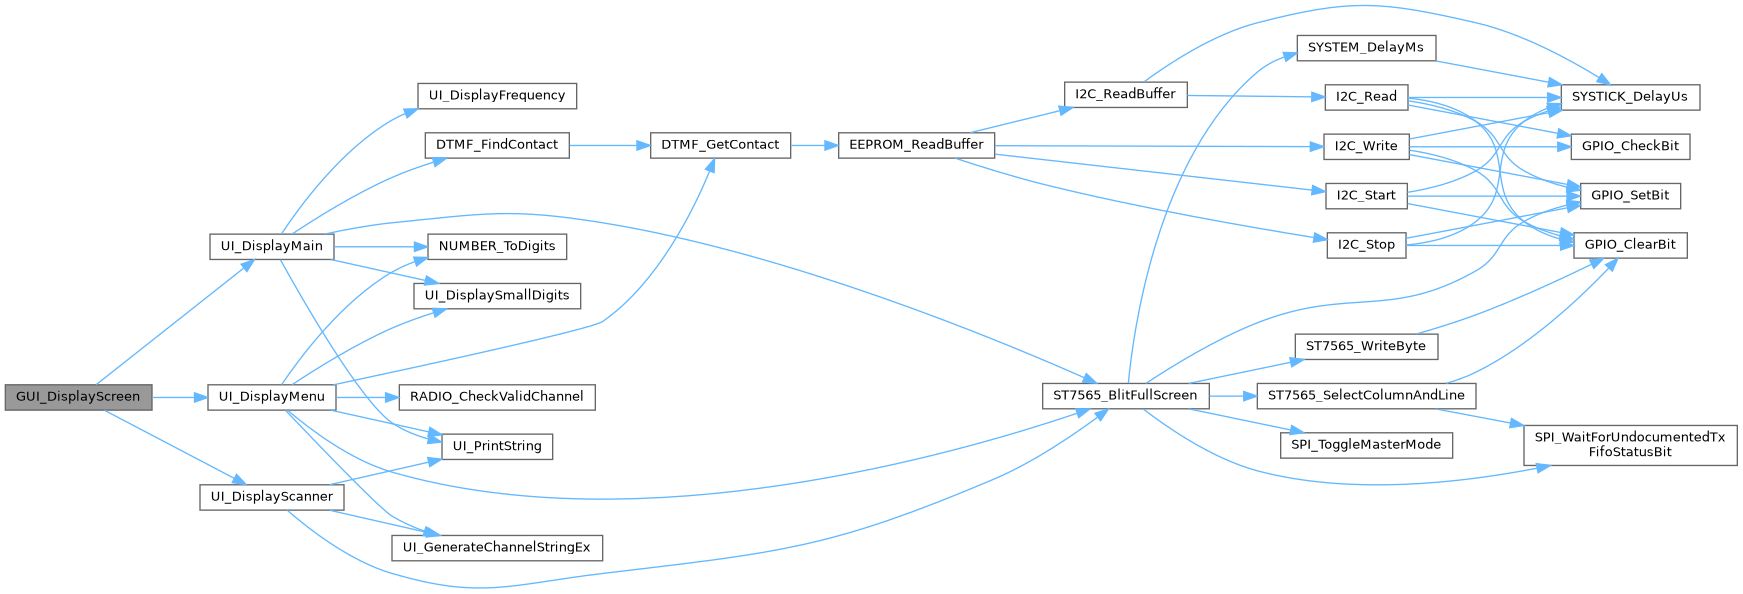 GUI_DisplayScreen
UI_DisplayMain
UI_DisplayMenu
UI_DisplayScanner
UI_DisplayFrequency
DTMF_FindContact
NUMBER_ToDigits
UI_DisplaySmallDigits
RADIO_CheckValidChannel
UI_PrintString
UI_GenerateChannelStringEx
DTMF_GetContact
EEPROM_ReadBuffer
ST7565_BlitFullScreen
I2C_ReadBuffer
SYSTEM_DelayMs
I2C_Read
I2C_Write
I2C_Start
I2C_Stop
ST7565_WriteByte
ST7565_SelectColumnAndLine
SPI_ToggleMasterMode
SYSTICK_DelayUs
GPIO_CheckBit
GPIO_SetBit
GPIO_ClearBit
SPI_WaitForUndocumentedTx
FifoStatusBit